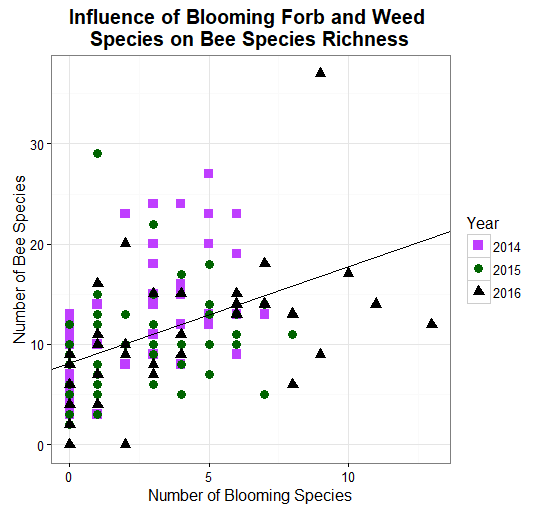 Influence of Blooming Forb and Weed
Species on Bee Species Richness
Number of Bee Species
30
20
10
0
0
5
10
Number of Blooming Species
Year
2014
2015
2016